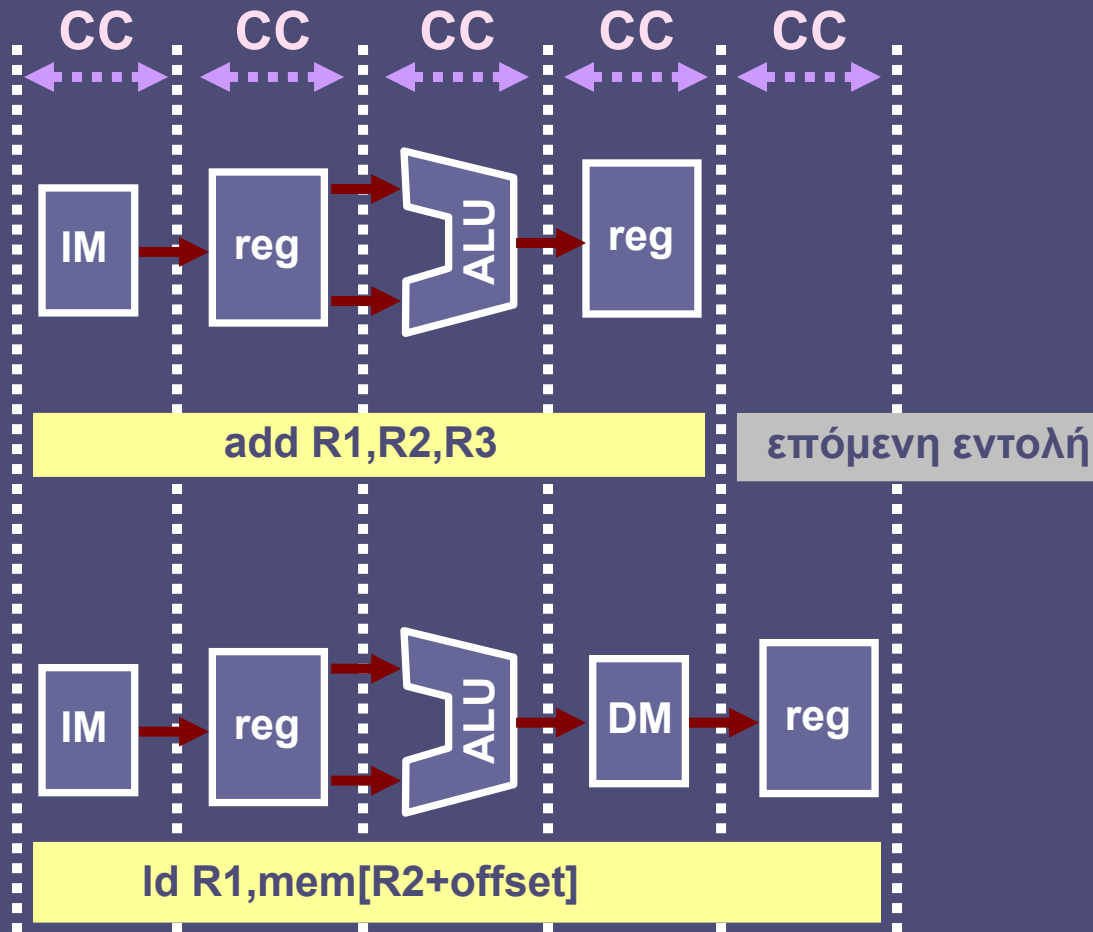 CC CC CC CC CC
IM reg ALU reg
add R1,R2,R3 επόμενη εντολή
IM reg ALU DM reg
ld R1,mem[R2+offset]